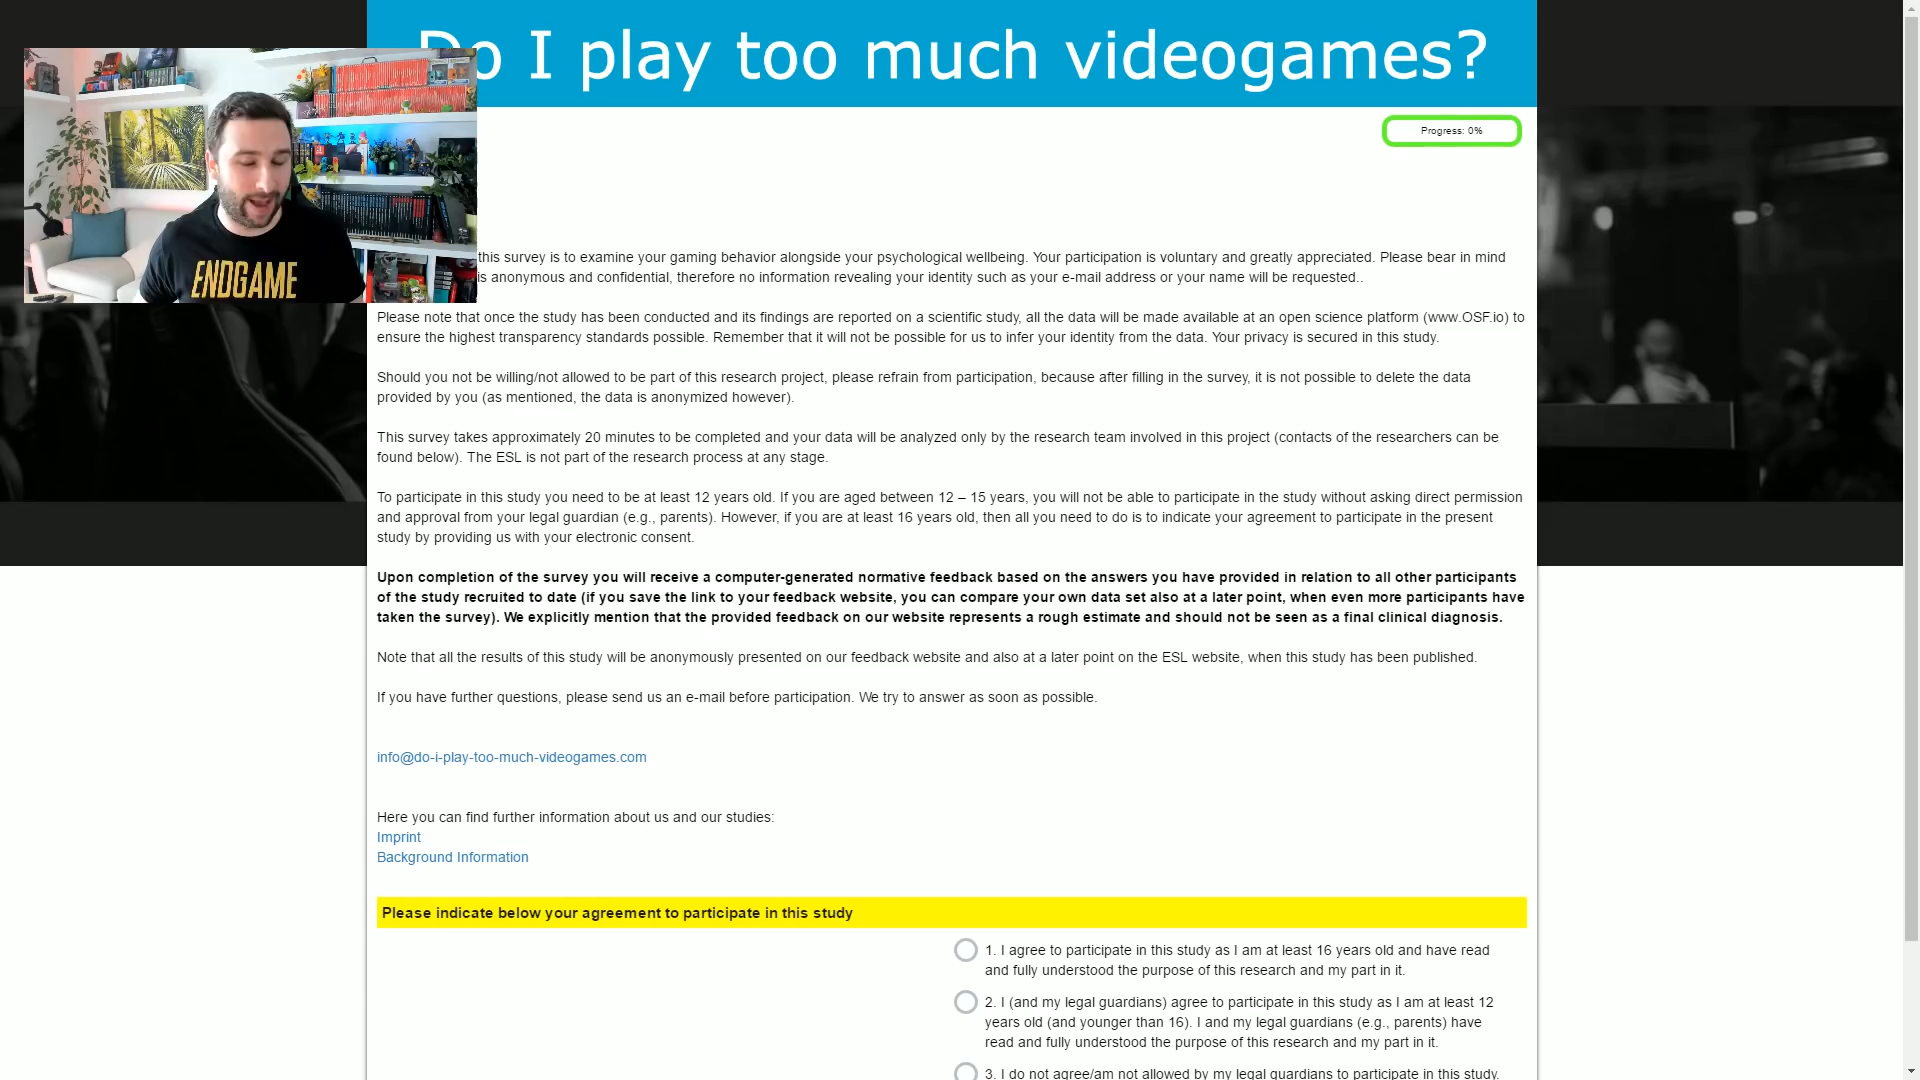 Do I play too much videogames?
Progress: 0%
ENDGAME
this survey is to examine your gaming behavior alongside your psychological wellbeing. Your participation is voluntary and greatly appreciated. Please bear in mind
is anonymous and confidential, therefore no information revealing your identity such as your e-mail address or your name will be requested..
Please note that once the study has been conducted and its findings are reported on a scientific study, all the data will be made available at an open science platform (www.OSF.io) to
ensure the highest transparency standards possible. Remember that it will not be possible for us to infer your identity from the data. Your privacy is secured in this study.
Should you not be willing/not allowed to be part of this research project, please refrain from participation, because after filling in the survey, it is not possible to delete the data
provided by you (as mentioned, the data is anonymized however).
This survey takes approximately 20 minutes to be completed and your data will be analyzed only by the research team involved in this project (contacts of the researchers can be
found below). The ESL is not part of the research process at any stage.
To participate in this study you need to be at least 12 years old. If you are aged between 12 – 15 years, you will not be able to participate in the study without asking direct permission
and approval from your legal guardian (e.g., parents). However, if you are at least 16 years old, then all you need to do is to indicate your agreement to participate in the present
study by providing us with your electronic consent.
Upon completion of the survey you will receive a computer-generated normative feedback based on the answers you have provided in relation to all other participants
of the study recruited to date (if you save the link to your feedback website, you can compare your own data set also at a later point, when even more participants have
taken the survey). We explicitly mention that the provided feedback on our website represents a rough estimate and should not be seen as a final clinical diagnosis.
Note that all the results of this study will be anonymously presented on our feedback website and also at a later point on the ESL website, when this study has been published.
If you have further questions, please send us an e-mail before participation. We try to answer as soon as possible.
info@do-i-play-too-much-videogames.com
Here you can find further information about us and our studies:
Imprint
Background Information
Please indicate below your agreement to participate in this study
1. I agree to participate in this study as I am at least 16 years old and have read
and fully understood the purpose of this research and my part in it.
2. I (and my legal guardians) agree to participate in this study as I am at least 12
years old (and younger than 16). I and my legal guardians (e.g., parents) have
read and fully understood the purpose of this research and my part in it.
3. I do not agree/am not allowed by my legal guardians to participate in this study.